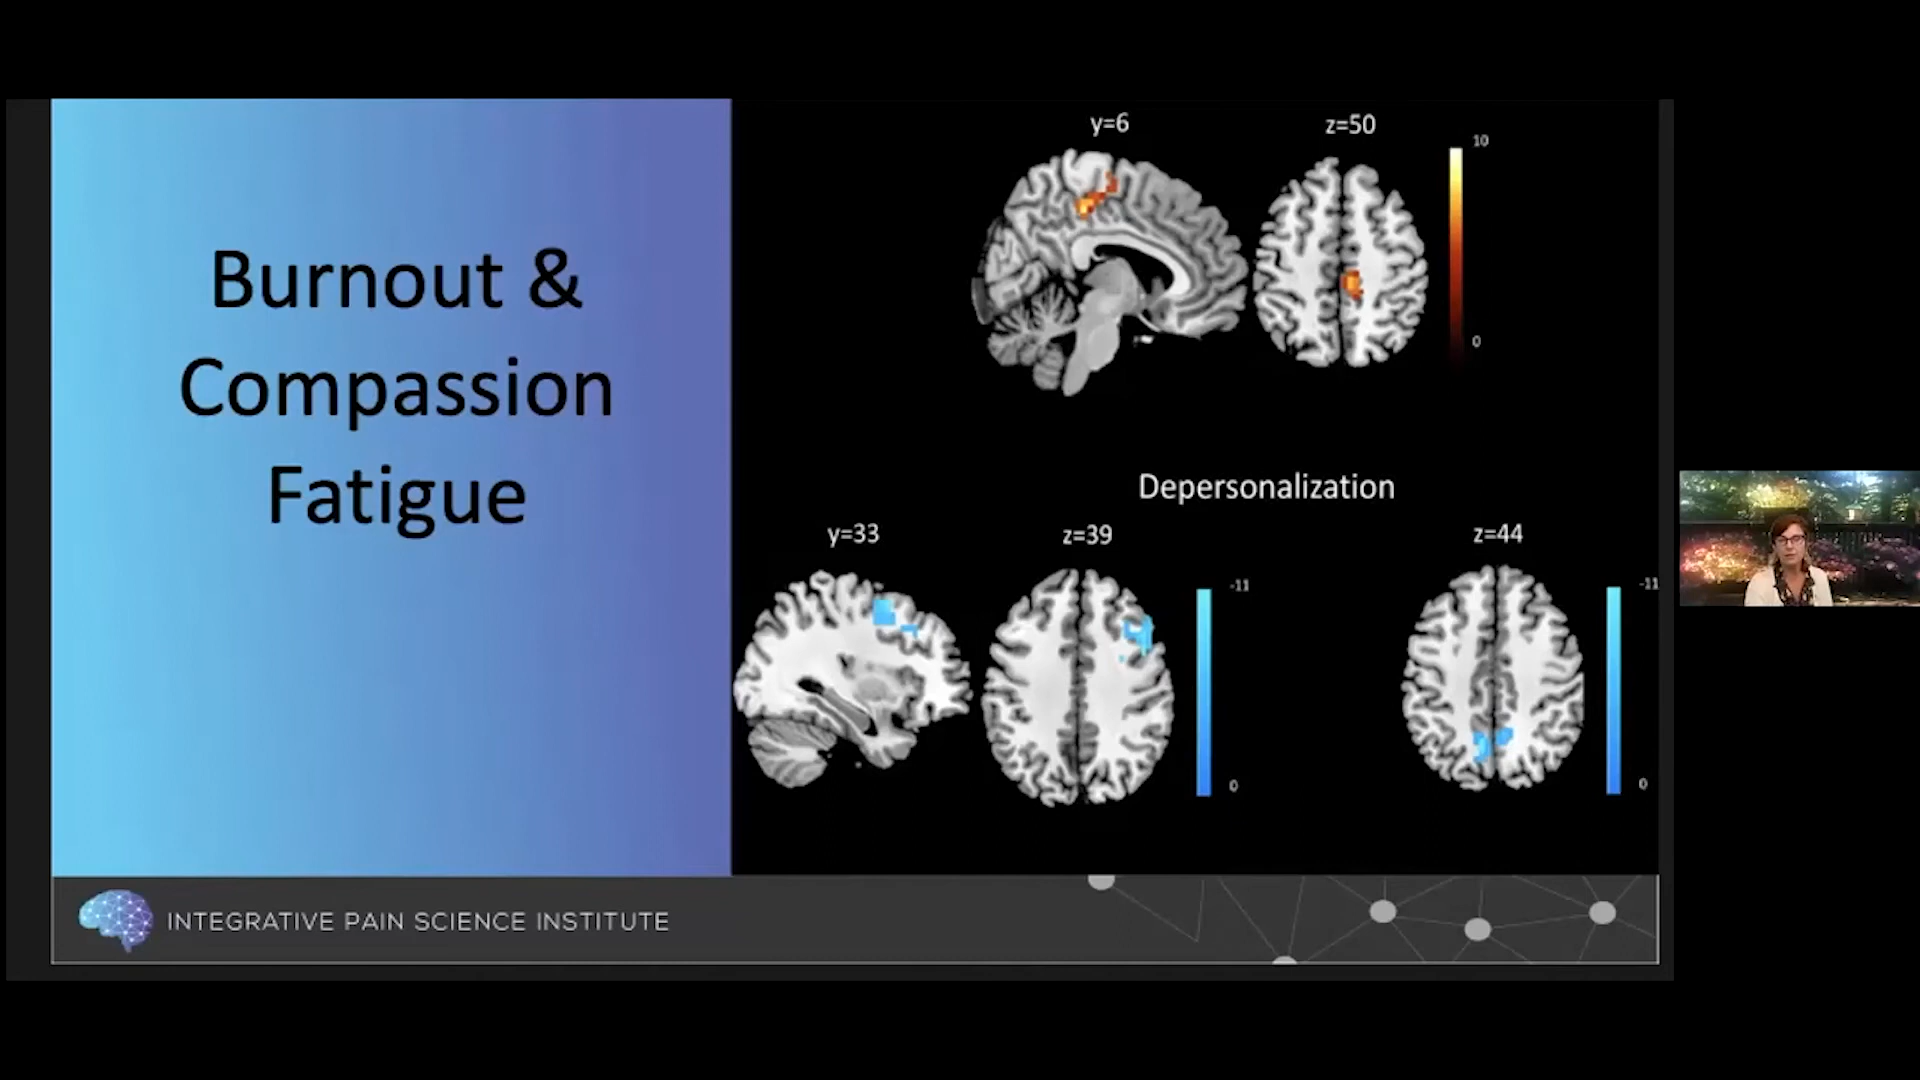 Burnout &
Compassion
Fatigue
y=6
z=50
10
0
Depersonalization
y=33
z=39
-11
0
z=44
-11
0
INTEGRATIVE PAIN SCIENCE INSTITUTE